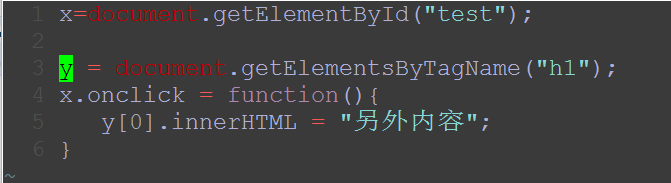 1 x=document.getElementById("test");
2
3 y = document.getElementsByTagName("h1");
4 x.onclick = function(){
5    y[0].innerHTML = "另外内容";
6 }
~